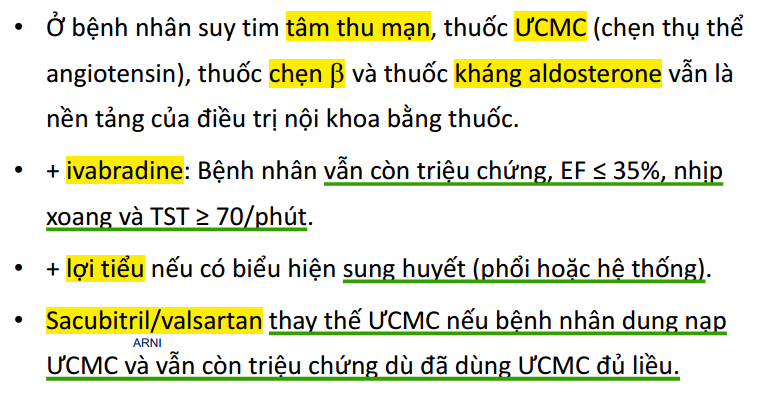 • Ở bệnh nhân suy tim tâm thu mạn, thuốc ƯCMC (chẹn thụ thể
angiotensin), thuốc chẹn β và thuốc kháng aldosterone vẫn là
nền tảng của điều trị nội khoa bằng thuốc.
• + ivabradine: Bệnh nhân vẫn còn triệu chứng, EF ≤ 35%, nhịp
xoang và TST ≥ 70/phút.
• + lợi tiểu nếu có biểu hiện sung huyết (phổi hoặc hệ thống).
• Sacubitril/valsartan thay thế ƯCMC nếu bệnh nhân dung nạp
ARNI
ƯCMC và vẫn còn triệu chứng dù đã dùng ƯCMC đủ liều.